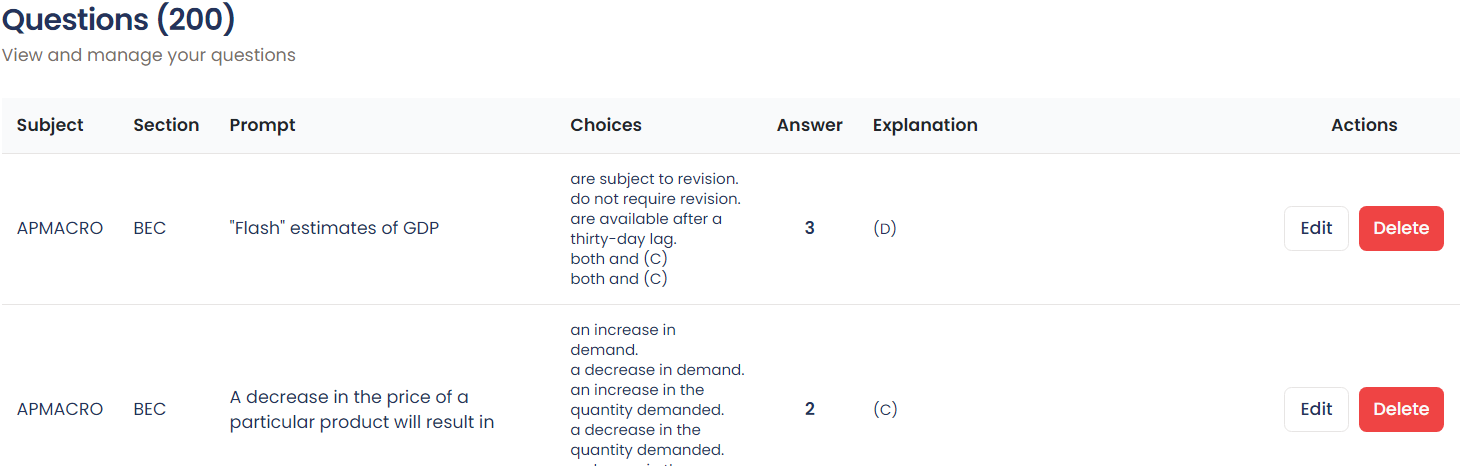 Questions (200)
View and manage your questions
Subject Section Prompt Choices Answer Explanation Actions
are subject to revision.
do not require revision.
are available after a
APMACRO BEC "Flash" estimates of GDP 3 (D) Edit Delete
thirty-day lag.
both and (C)
both and (C)
an increase in
demand.
a decrease in demand.
an increase in the
A decrease in the price of a
APMACRO BEC 2 (C) Edit Delete
quantity demanded.
particular product will result in
a decrease in the
quantity demanded.